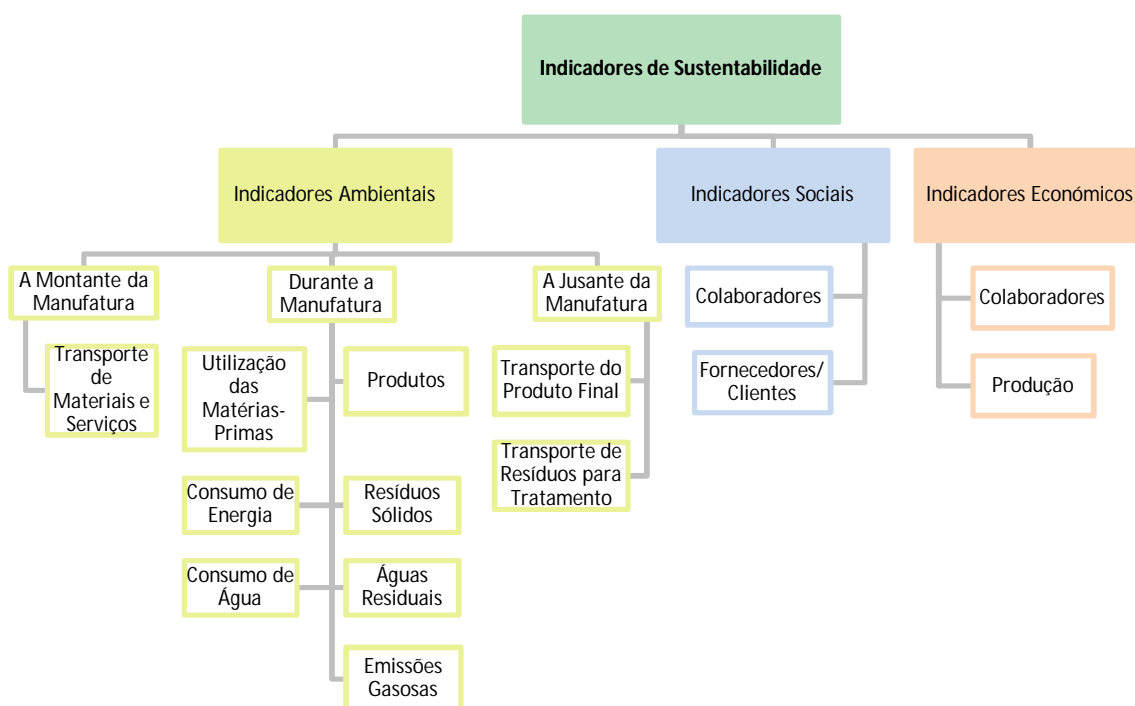 Indicadores de Sustentabilidade
Indicadores Ambientais
Indicadores Sociais
Indicadores Económicos
A Montante da
Manufatura
Durante a
Manufatura
A Jusante da
Manufatura
Colaboradores
Colaboradores
Transporte
de
Materiais e
Serviços
Utilização
das
Matérias-
Primas
Produtos
Transporte do
Produto Final
Fornecedores/
Clientes
Produção
Consumo de
Energia
Resíduos
Sólidos
Transporte de
Resíduos para
Tratamento
Consumo de
Água
Águas
Residuais
Emissões
Gasosas